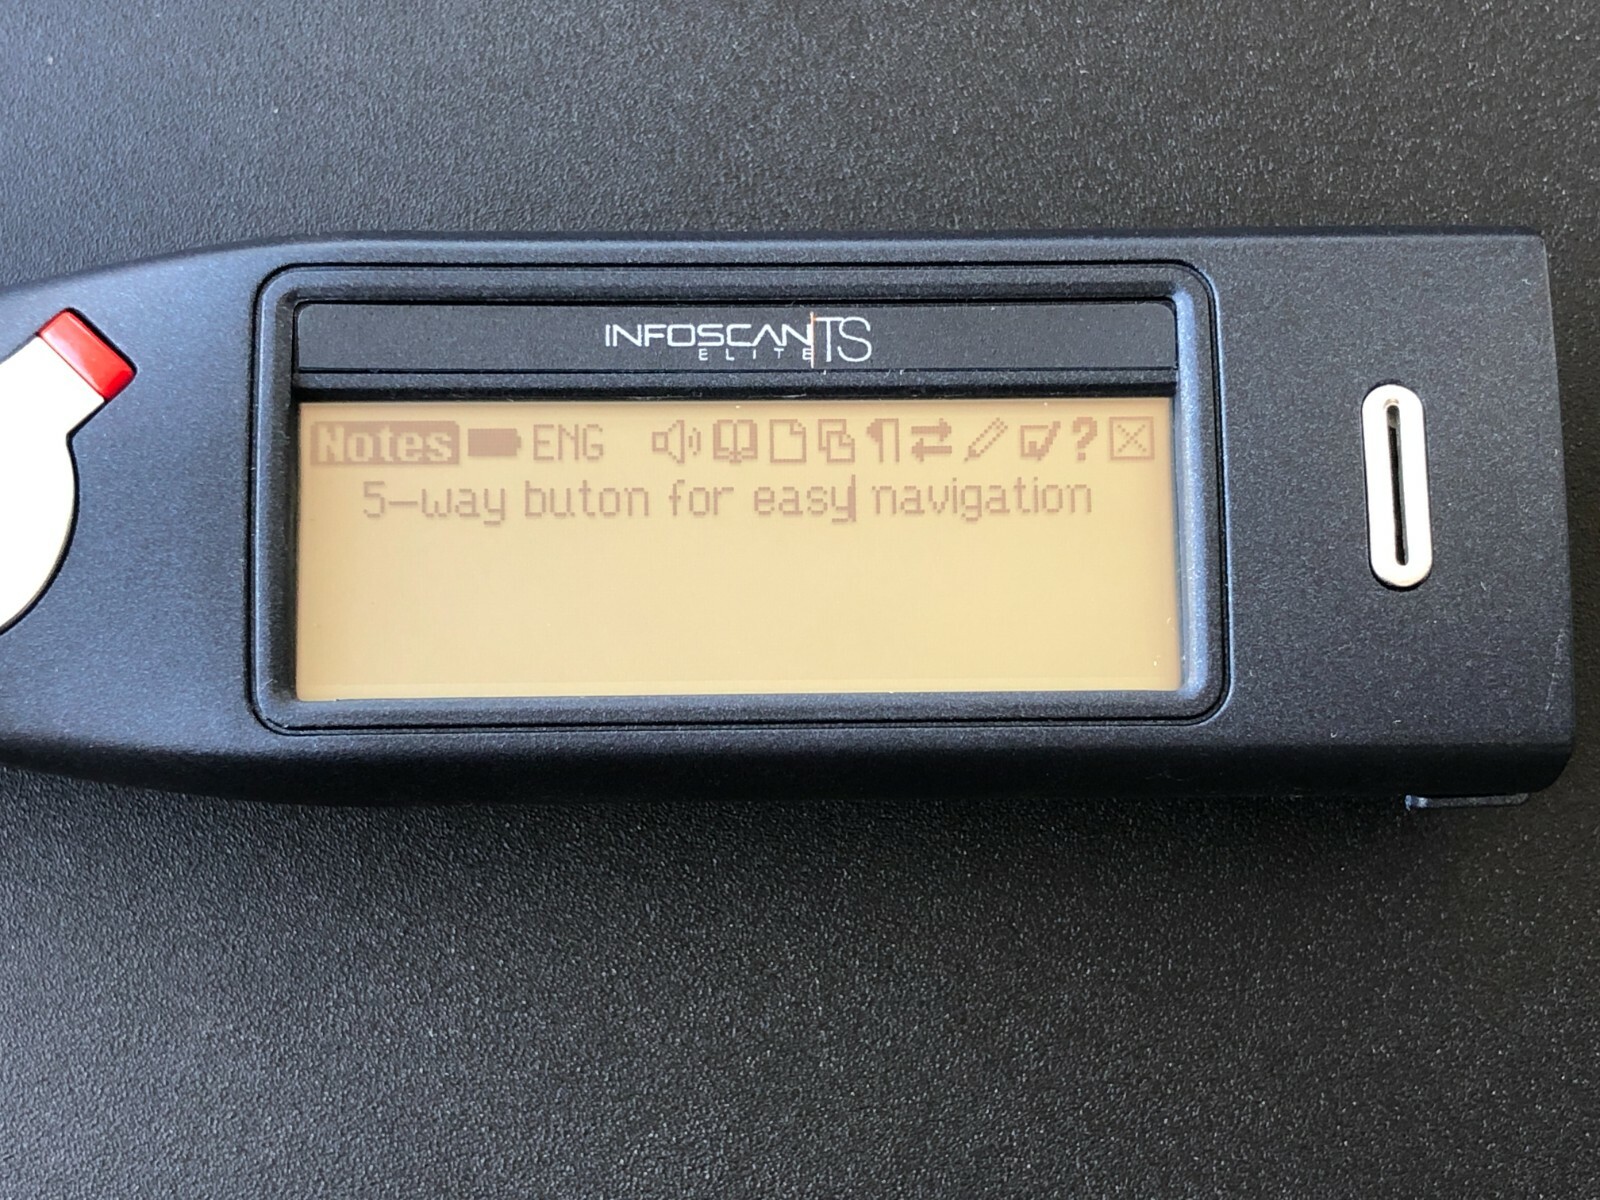 INFOSCAN TS
ELITE
Notes ENG ¶ ?
5-way buton for easy navigation